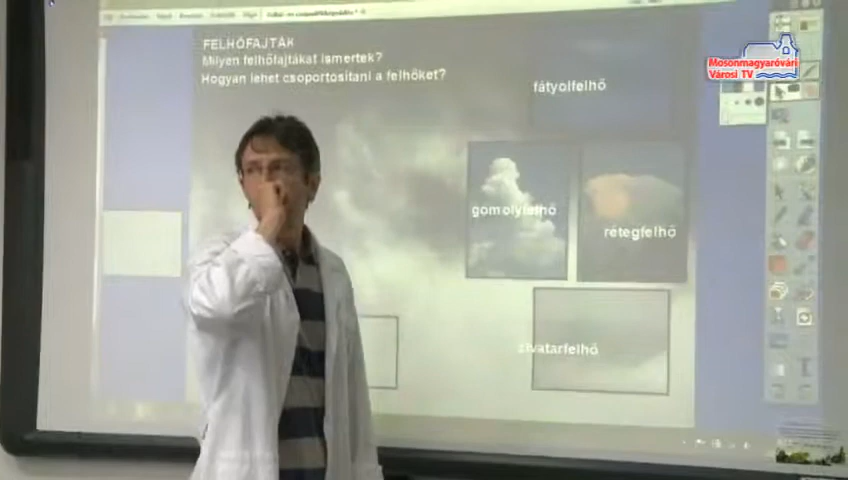 FELHŐFAJTÁK
Milyen felhőfajtákat ismertek?
Hogyan lehet csoportosítani a felhőket?
fátyolfelhő
gomolyfelhő
rétegfelhő
zivatarfelhő
Mosonmagyaróvári
Városi TV